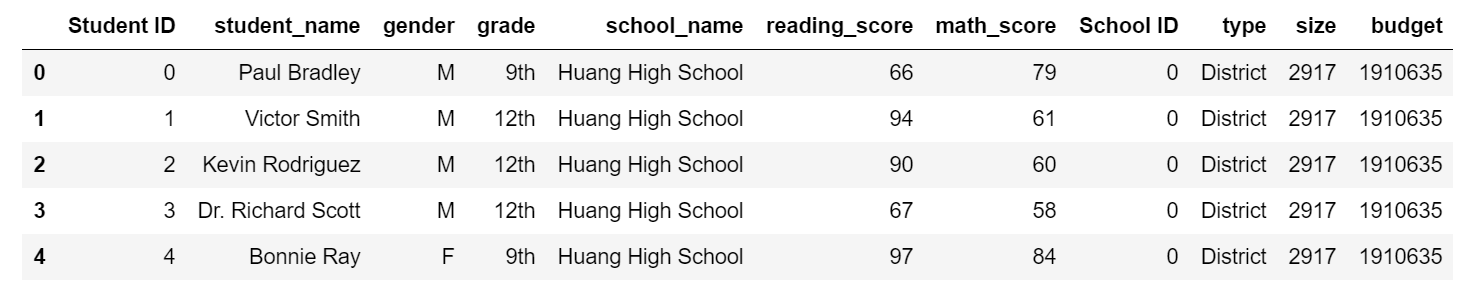 Student ID student_name gender grade school_name reading_score math_score School ID type size budget
0 0 Paul Bradley M 9th Huang High School 66 79 0 District 2917 1910635
1 1 Victor Smith M 12th Huang High School 94 61 0 District 2917 1910635
2 2 Kevin Rodriguez M 12th Huang High School 90 60 0 District 2917 1910635
3 3 Dr. Richard Scott M 12th Huang High School 67 58 0 District 2917 1910635
4 4 Bonnie Ray F 9th Huang High School 97 84 0 District 2917 1910635